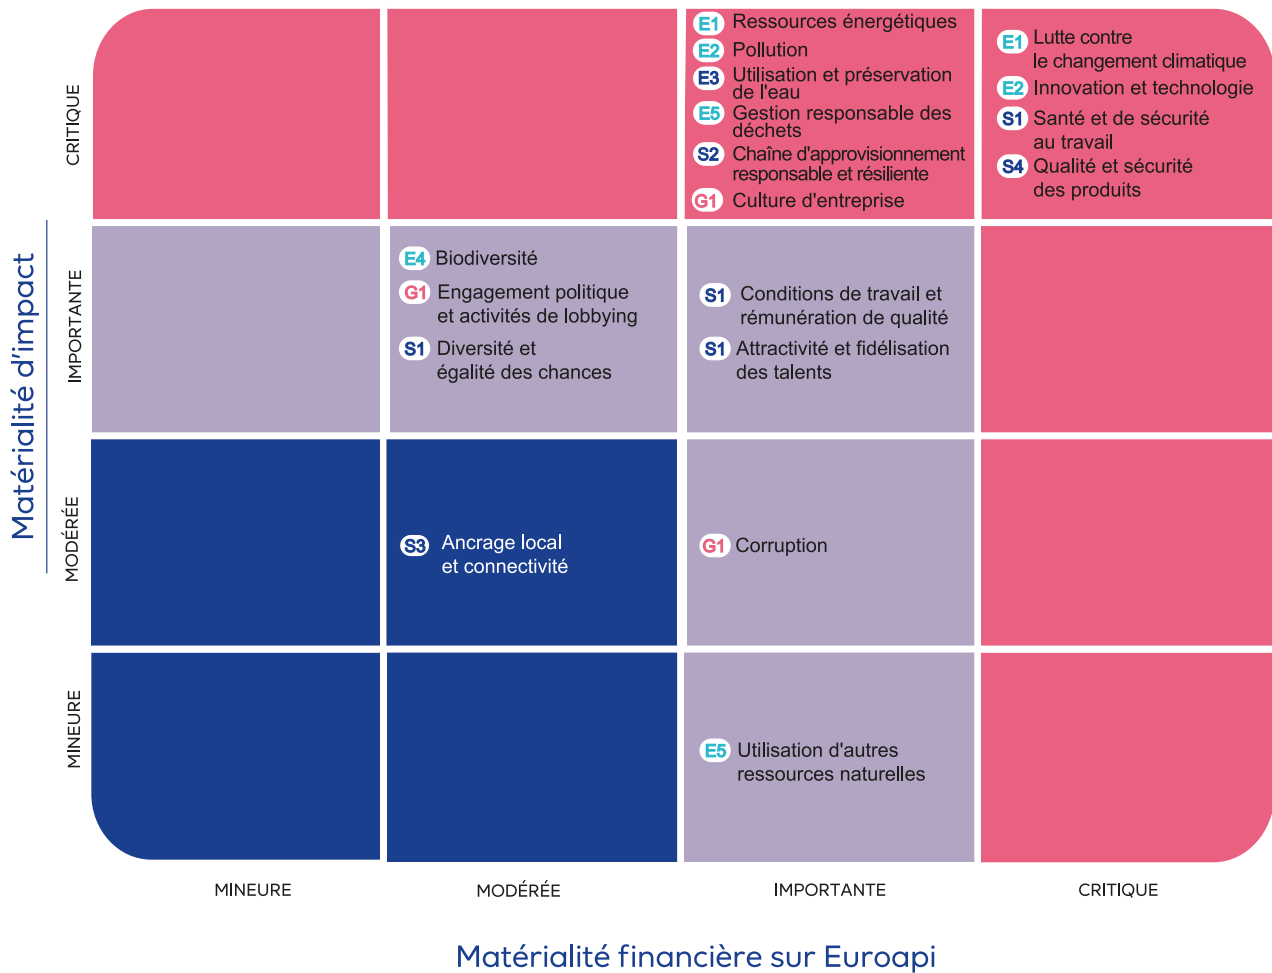 Matérialité d'impact
CRITIQUE
E1 Ressources énergétiques
E2 Pollution
E3 Utilisation et préservation
de l'eau
E5 Gestion responsable des
déchets
S2 Chaîne d'approvisionnement
responsable et résiliente
G1 Culture d'entreprise
E1 Lutte contre
le changement climatique
E2 Innovation et technologie
S1 Santé et de sécurité
au travail
S4 Qualité et sécurité
des produits
IMPORTANTE
E4 Biodiversité
G1 Engagement politique
et activités de lobbying
S1 Diversité et
égalité des chances
S1 Conditions de travail et
rémunération de qualité
S1 Attractivité et fidélisation
des talents
MODÉRÉE
S3 Ancrage local
et connectivité
G1 Corruption
MINEURE
E5 Utilisation d'autres
ressources naturelles
MINEURE
MODÉRÉE
IMPORTANTE
CRITIQUE
Matérialité financière sur Euroapi